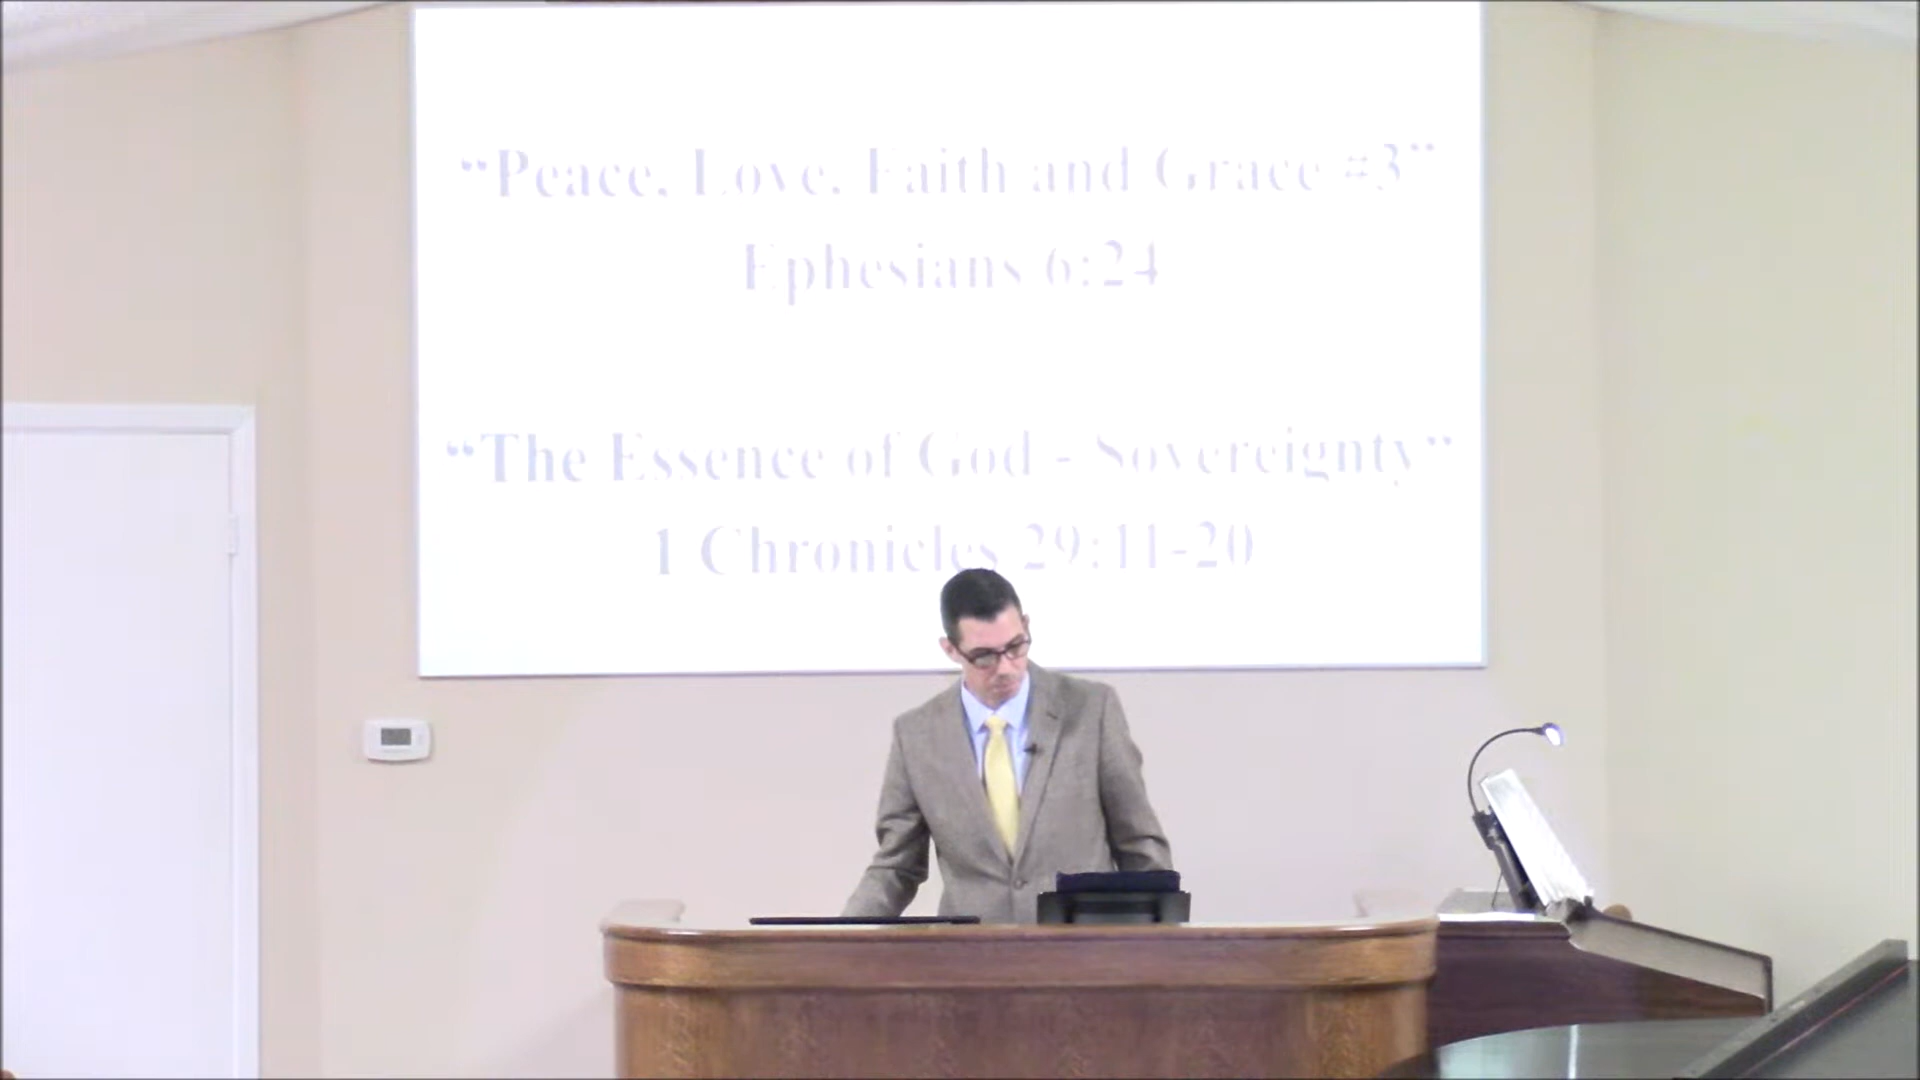 “Peace, Love, Faith and Grace #3”
Ephesians 6:24
“The Essence of God - Sovereignty“
1 Chronicles 29:11-20